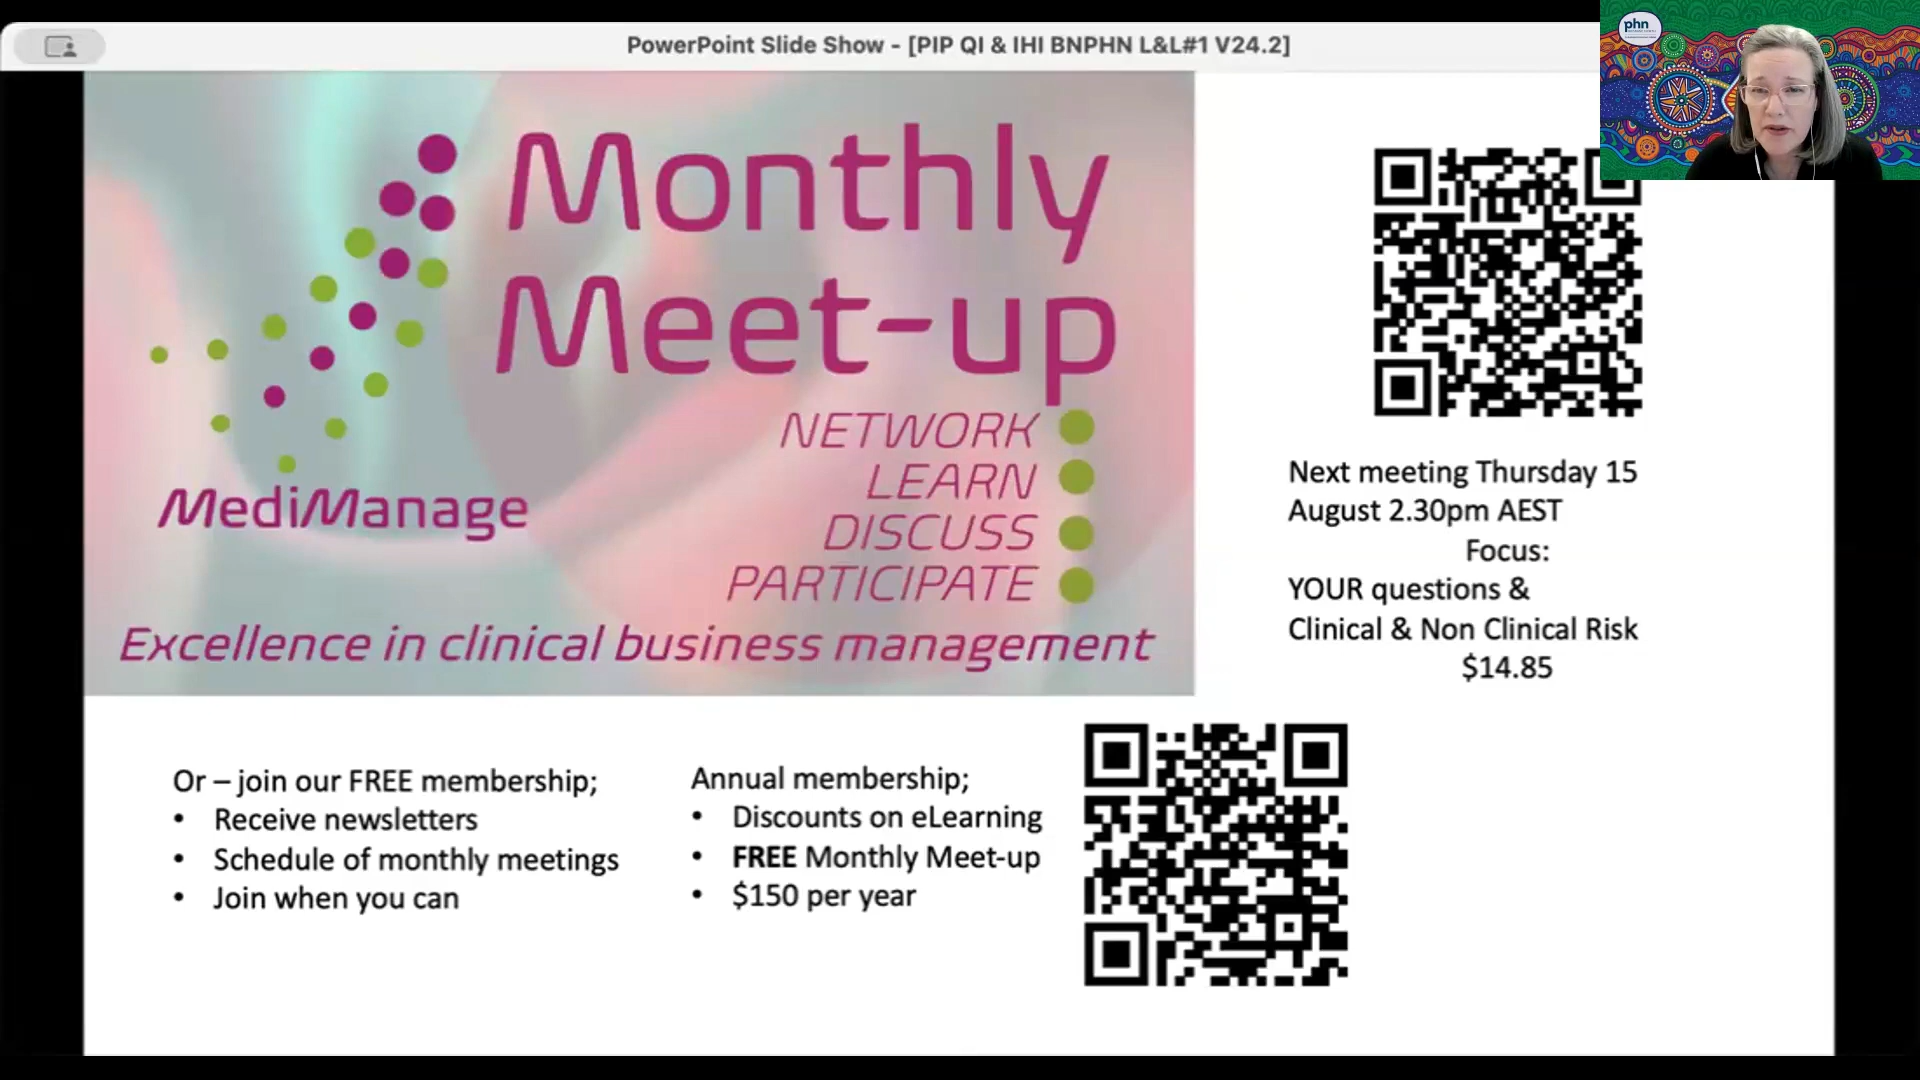 PowerPoint Slide Show - [PIP QI & IHI BNPHN L&L#1 V24.2]
phn
Monthly
Meet-up
NETWORK
LEARN
DISCUSS
PARTICIPATE
MediManage
Excellence in clinical business management
Next meeting Thursday 15
August 2.30pm AEST
Focus:
YOUR questions &
Clinical & Non Clinical Risk
$14.85
Or – join our FREE membership;
• Receive newsletters
• Schedule of monthly meetings
• Join when you can
Annual membership;
• Discounts on eLearning
• FREE Monthly Meet-up
• $150 per year